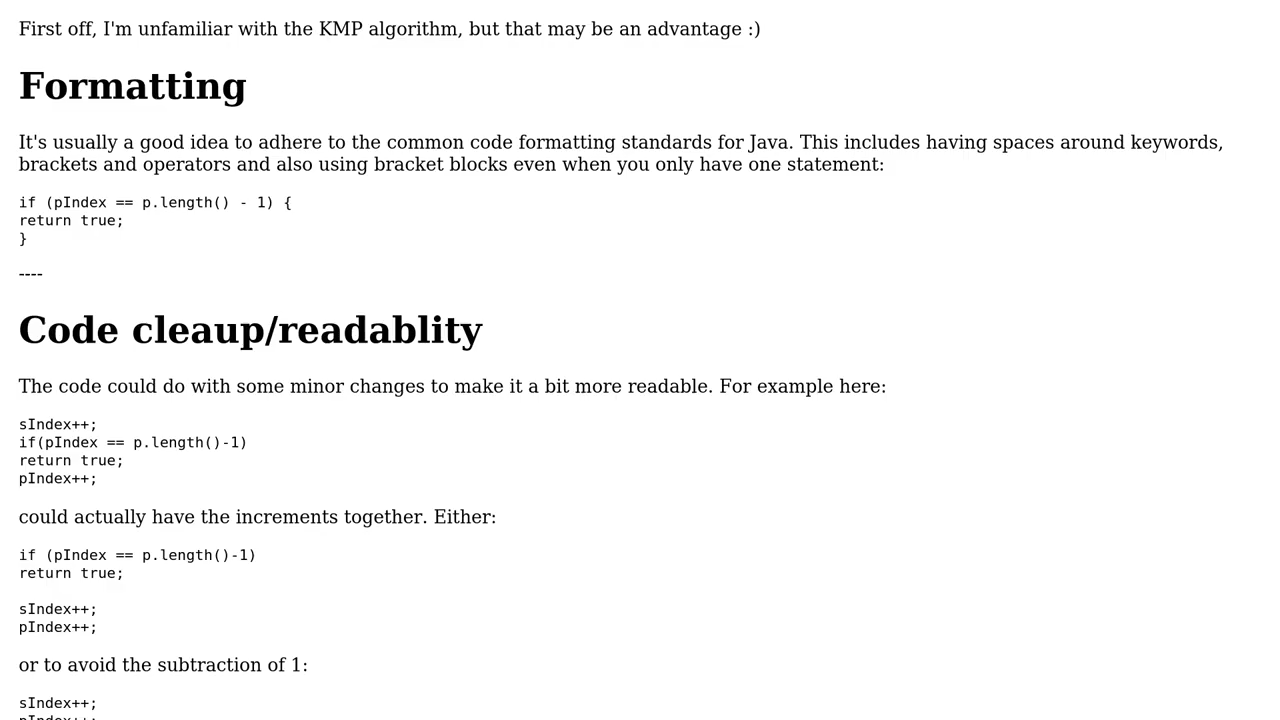 First off, I'm unfamiliar with the KMP algorithm, but that may be an advantage :)
Formatting
It's usually a good idea to adhere to the common code formatting standards for Java. This includes having spaces around keywords,
brackets and operators and also using bracket blocks even when you only have one statement:
if (pIndex == p.length() - 1) {
return true;
}
----
Code cleaup/readablity
The code could do with some minor changes to make it a bit more readable. For example here:
sIndex++;
if(pIndex == p.length()-1)
return true;
pIndex++;
could actually have the increments together. Either:
if (pIndex == p.length()-1)
return true;
sIndex++;
pIndex++;
or to avoid the subtraction of 1:
sIndex++;
pIndex++;